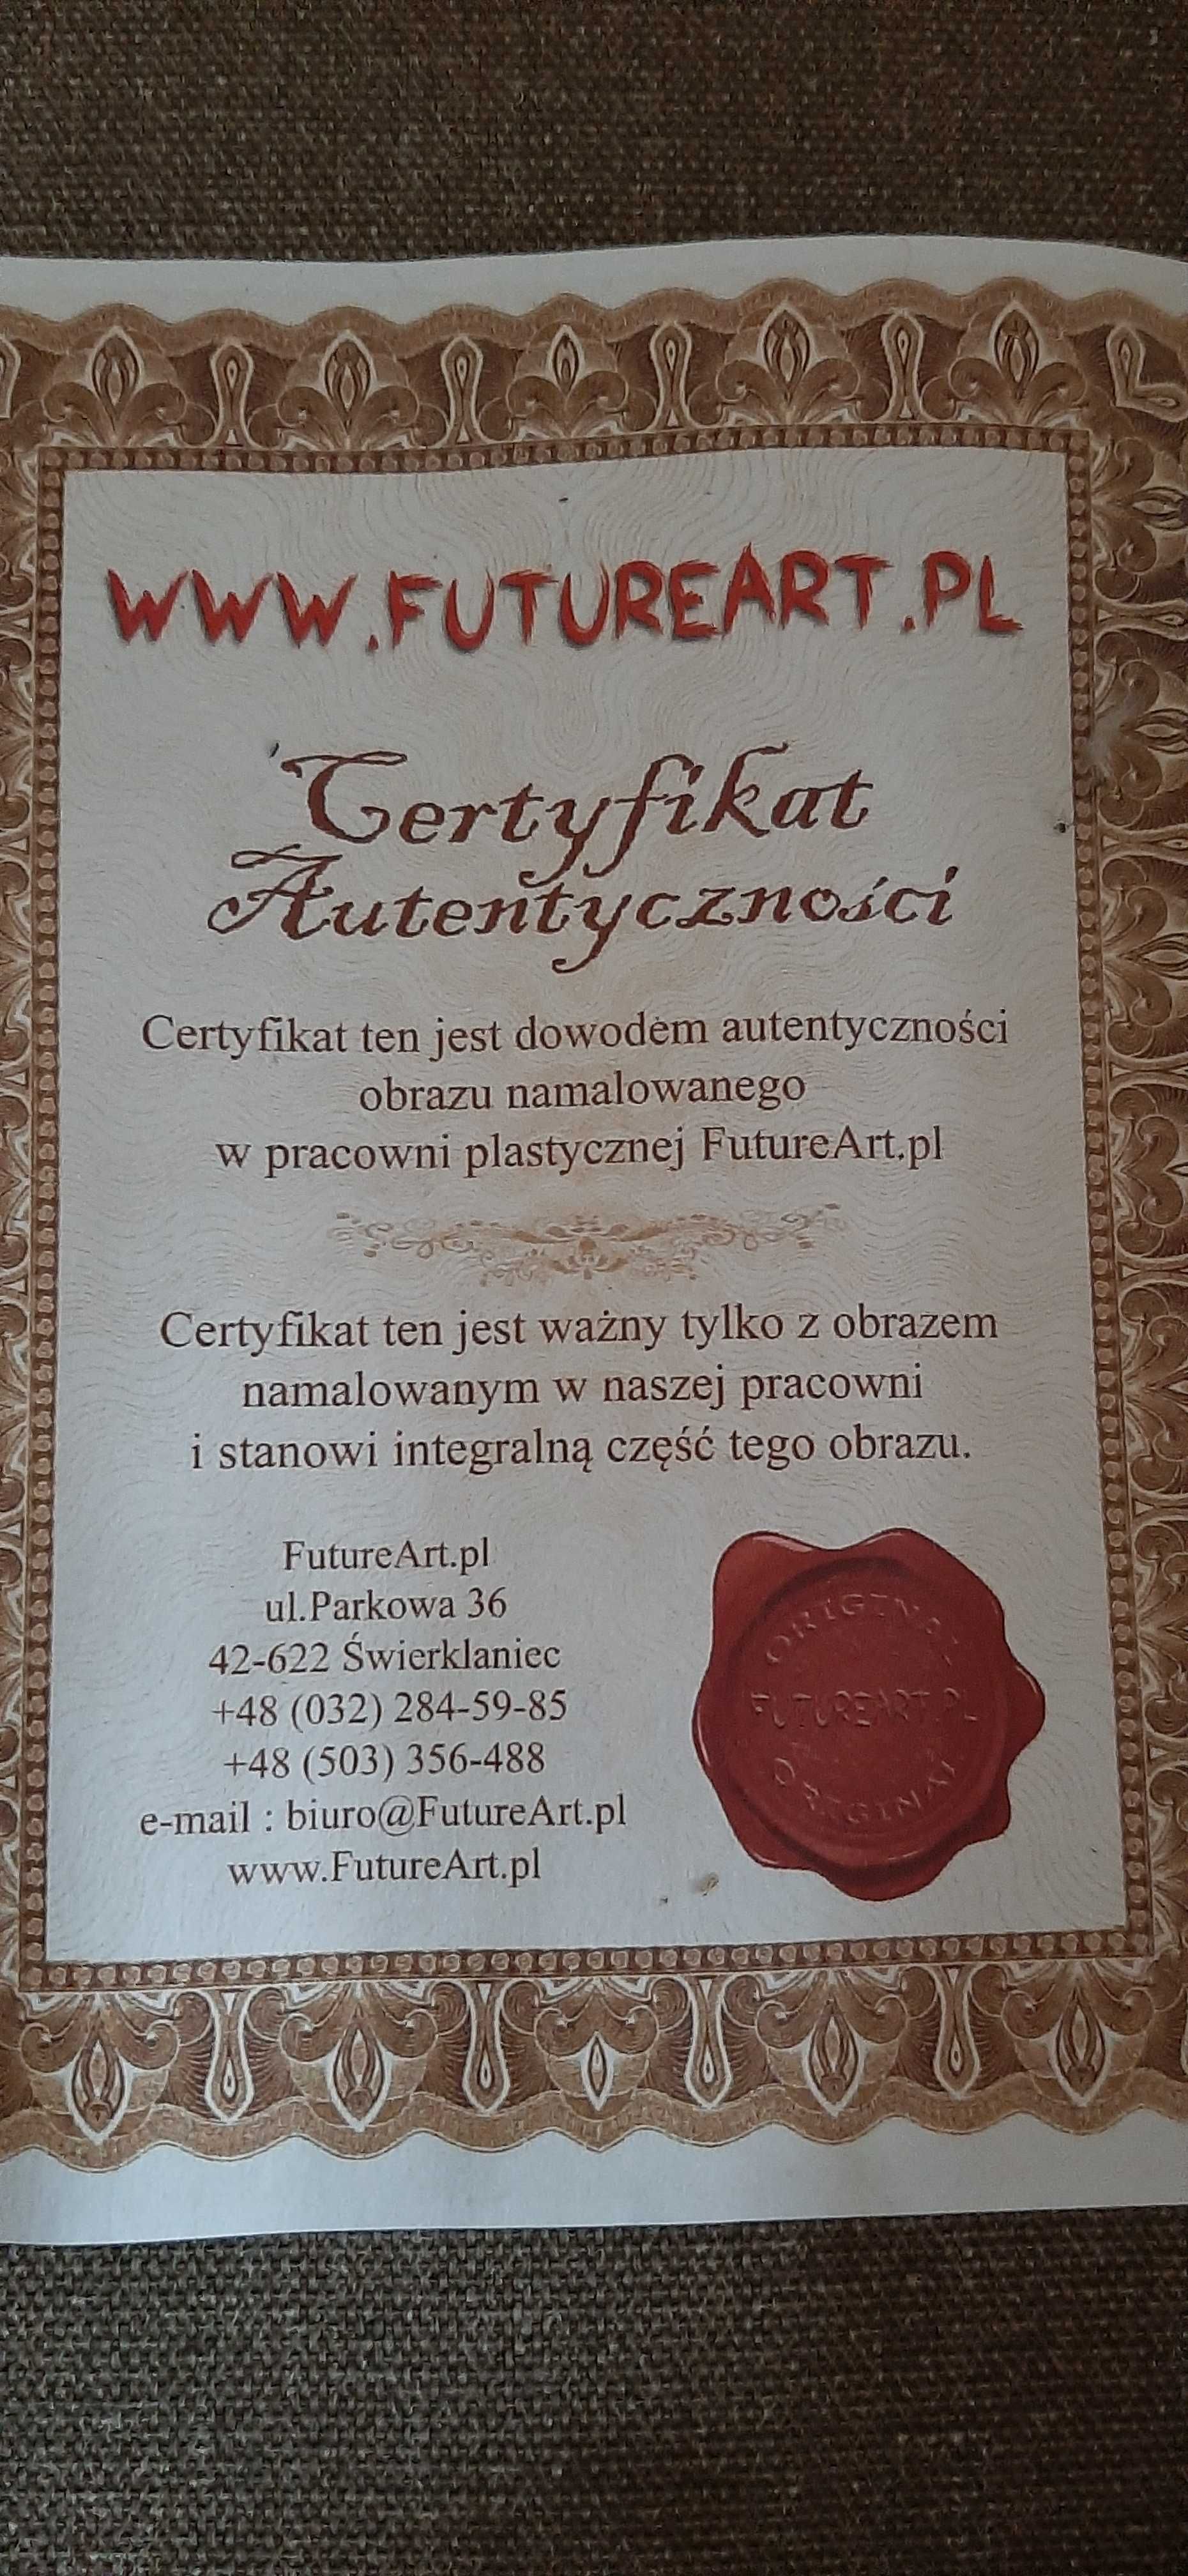 WWW.FUTUREART.PL
Certyfikat
Autentyczności
Certyfikat ten jest dowodem autentyczności
obrazu namalowanego
w pracowni plastycznej FutureArt.pl
Certyfikat ten jest ważny tylko z obrazem
namalowanym w naszej pracowni
i stanowi integralną część tego obrazu.
FutureArt.pl
ul.Parkowa 36
42-622 Świerklaniec
+48 (032) 284-59-85
+48 (503) 356-488
e-mail : biuro@FutureArt.pl
www.FutureArt.pl
ORIGINAL
FUTUREART.PL
ORIGINAL